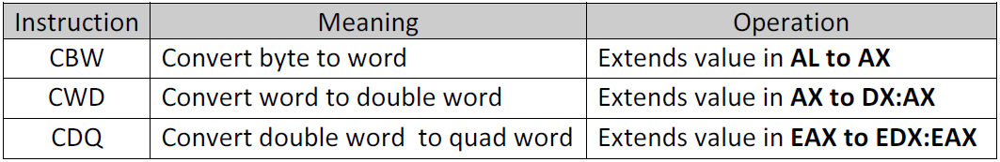 Instruction Meaning Operation
CBW Convert byte to word Extends value in AL to AX
CWD Convert word to double word Extends value in AX to DX:AX
CDQ Convert double word to quad word Extends value in EAX to EDX:EAX